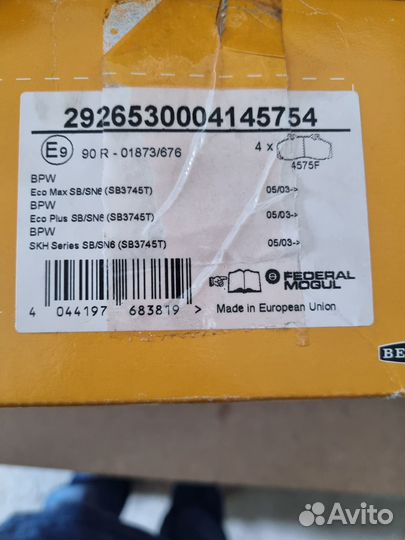 2926530004145754
E9 90 R - 01873/676 4 x
4575F
BPW
Eco Max SB/SN6 (SB3745T) 05/03->
BPW
Eco Plus SB/SN6 (SB3745T) 05/03->
BPW
SKH Series SB/SN6 (SB3745T) 05/03->
FEDERAL
MOGUL
4 044197 683819 >
Made in European Union
BE
Avito